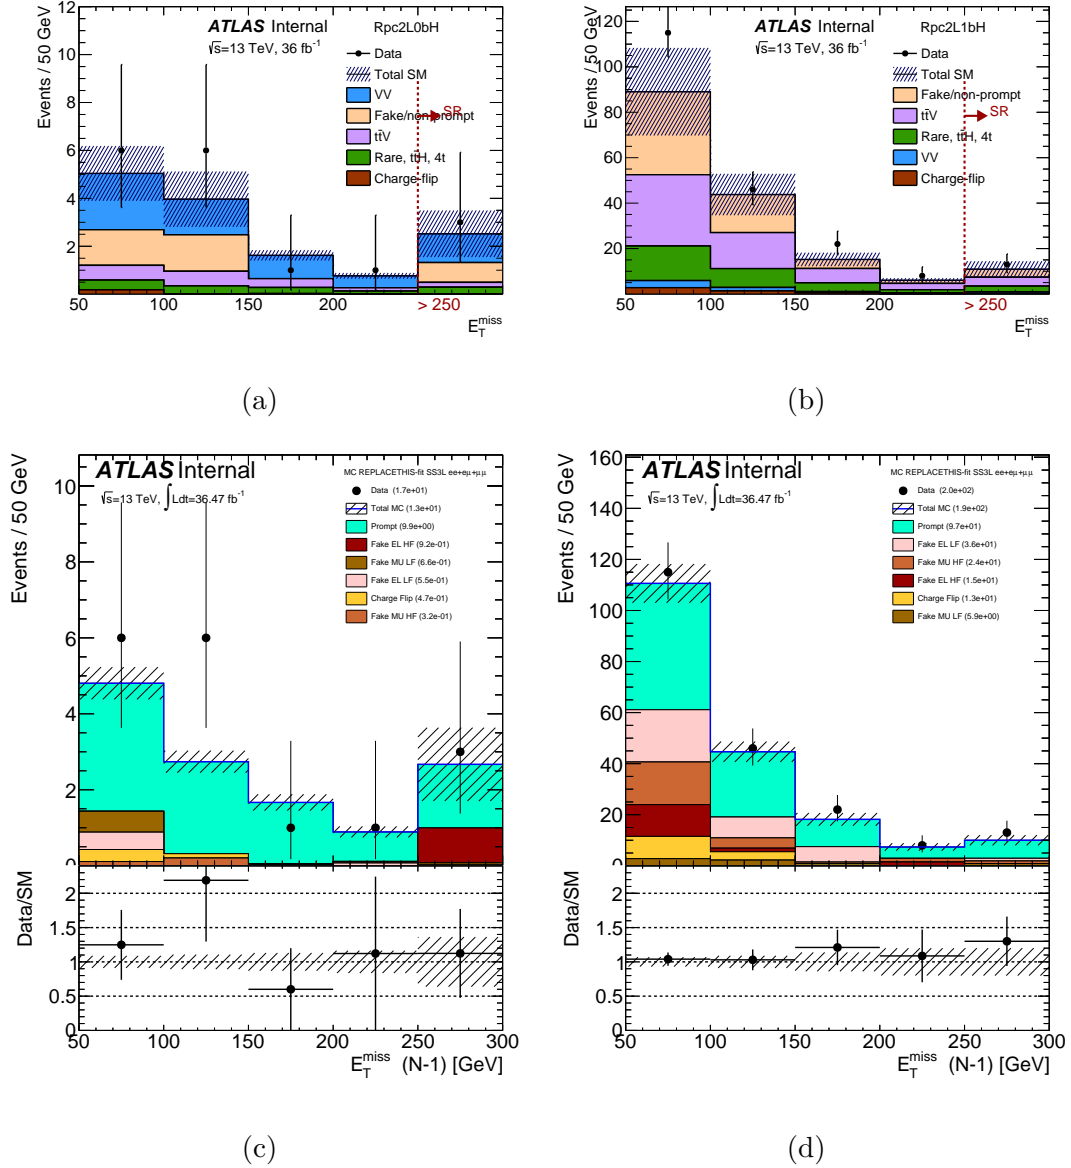 ATLAS Internal
Rpc2L0bH
√s=13 TeV, 36 fb⁻¹
Data
Total SM
VV
Fake/non-prompt
tt̄V
Rare, tt̄H, 4t
Charge-flip
SR
Events / 50 GeV
12
10
8
6
4
2
50 100 150 200 > 250
E_T^miss
(a)
ATLAS Internal
Rpc2L1bH
√s=13 TeV, 36 fb⁻¹
Data
Total SM
Fake/non-prompt
tt̄V
Rare, tt̄H, 4t
VV
Charge-flip
SR
Events / 50 GeV
120
100
80
60
40
20
50 100 150 200 > 250
E_T^miss
(b)
ATLAS Internal
√s=13 TeV, ∫Ldt=36.47 fb⁻¹
MC REPLACETHIS-fit SS3L ee+eμ+μμ
Data (1.7e+01)
Total MC (1.3e+01)
Prompt (9.9e+00)
Fake EL HF (9.2e-01)
Fake MU LF (6.6e-01)
Fake EL LF (5.5e-01)
Charge Flip (4.7e-01)
Fake MU HF (3.2e-01)
Events / 50 GeV
10
8
6
4
2
0
Data/SM
2
1.5
1
0.5
0
50 100 150 200 250 300
E_T^miss (N-1) [GeV]
(c)
ATLAS Internal
√s=13 TeV, ∫Ldt=36.47 fb⁻¹
MC REPLACETHIS-fit SS3L ee+eμ+μμ
Data (2.0e+02)
Total MC (1.9e+02)
Prompt (9.7e+01)
Fake EL LF (3.6e+01)
Fake MU HF (2.4e+01)
Fake EL HF (1.5e+01)
Charge Flip (1.3e+01)
Fake MU LF (5.9e+00)
Events / 50 GeV
160
140
120
100
80
60
40
20
0
Data/SM
2
1.5
1
0.5
0
50 100 150 200 250 300
E_T^miss (N-1) [GeV]
(d)